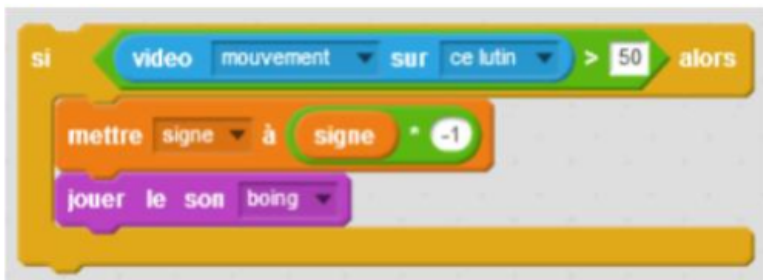 si video mouvement sur ce lutin > 50 alors
mettre signe à signe * -1
jouer le son boing